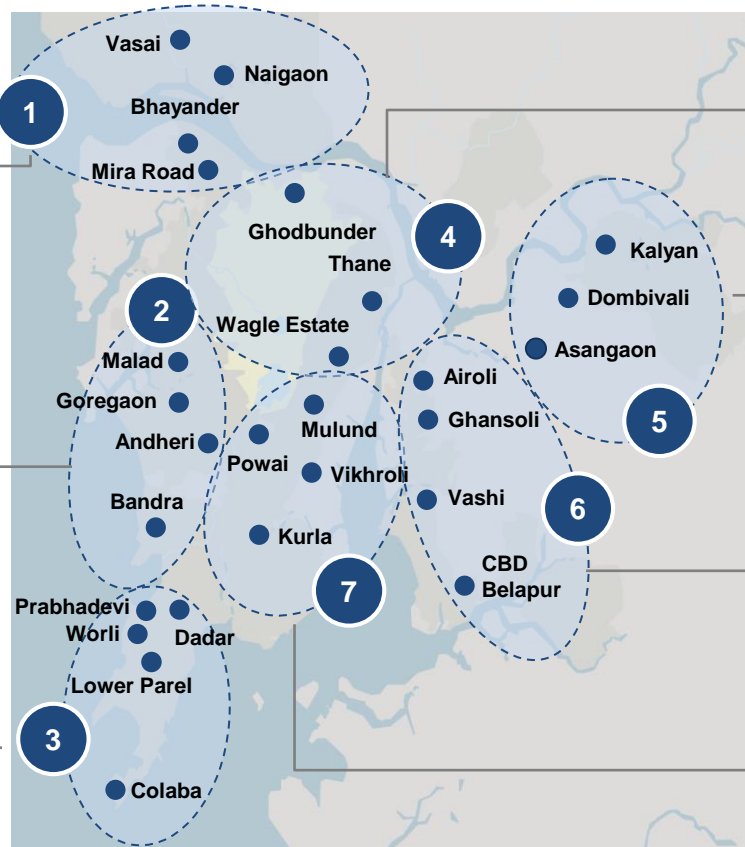 Vasai
Naigaon
1
Bhayander
Mira Road
Ghodbunder
4
Thane
Kalyan
2
Dombivali
Wagle Estate
Malad
Asangaon
Airoli
Goregaon
Mulund
Ghansoli
5
Andheri
Powai
Vikhroli
Bandra
Vashi
6
Kurla
CBD
Belapur
7
Prabhadevi
Worli
Dadar
Lower Parel
3
Colaba